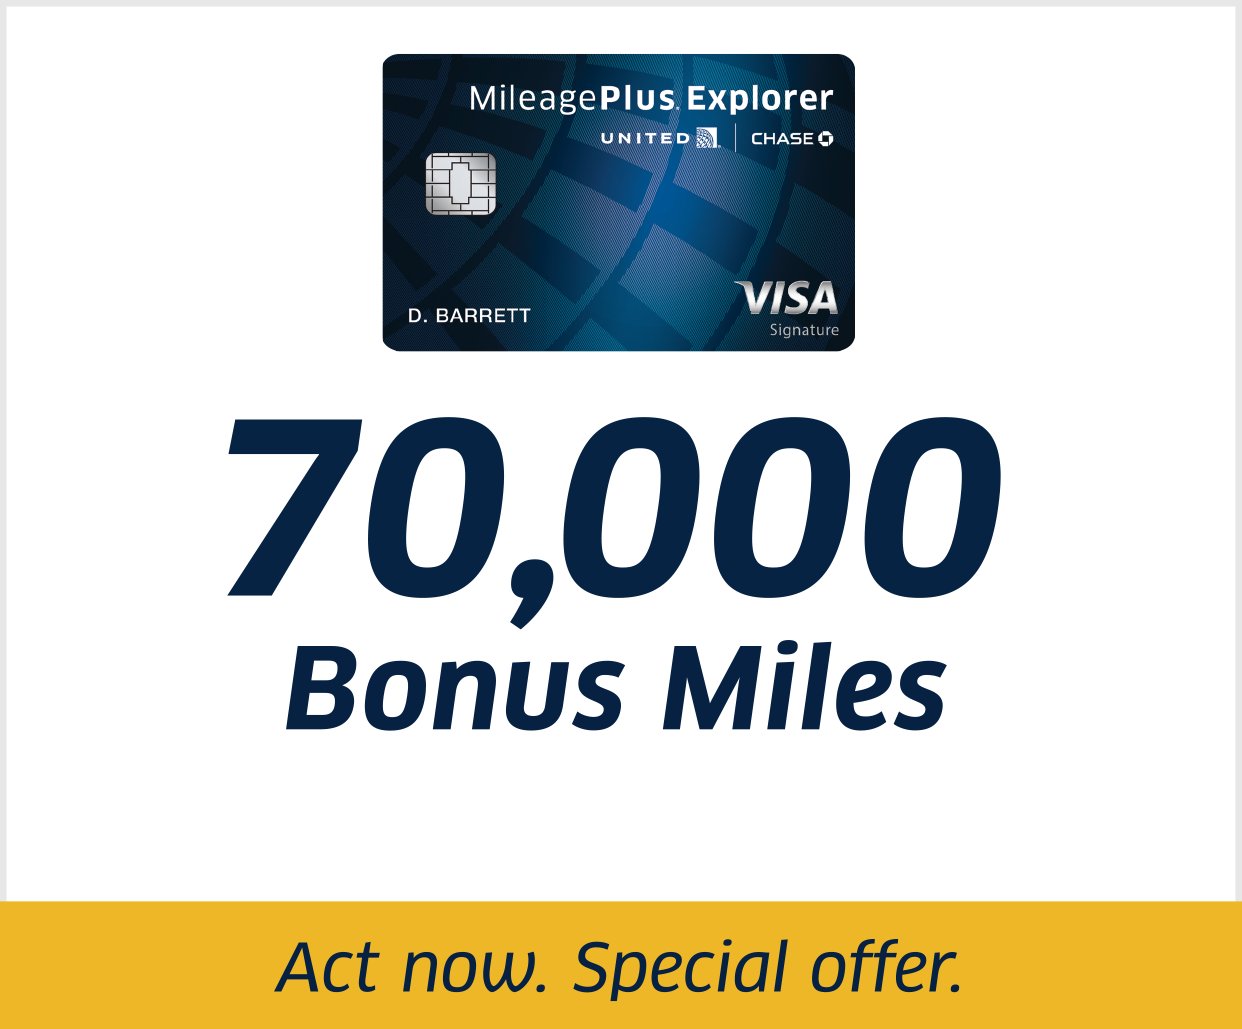 MileagePlus Explorer
UNITED | CHASE
D. BARRETT
VISA
Signature
70,000
Bonus Miles
Act now. Special offer.